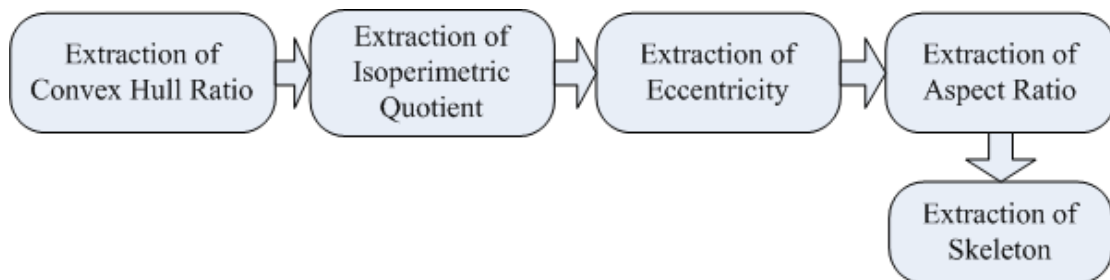 Extraction of
Convex Hull Ratio
Extraction of
Isoperimetric
Quotient
Extraction of
Eccentricity
Extraction of
Aspect Ratio
Extraction of
Skeleton